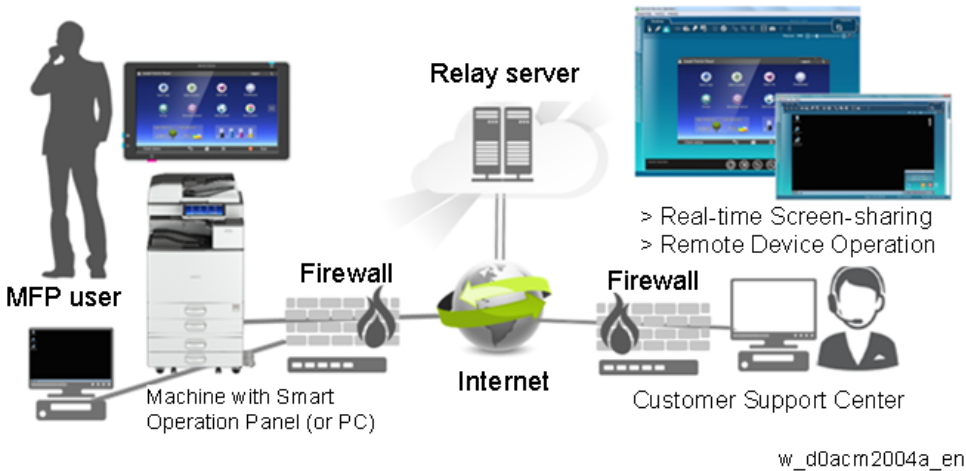 Relay server
> Real-time Screen-sharing
> Remote Device Operation
MFP user
Firewall
Firewall
Internet
Machine with Smart
Operation Panel (or PC)
Customer Support Center
w_d0acm2004a_en